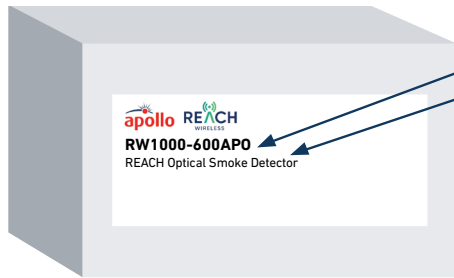 apollo REACH
WIRELESS
RW1000-600APO
REACH Optical Smoke Detector